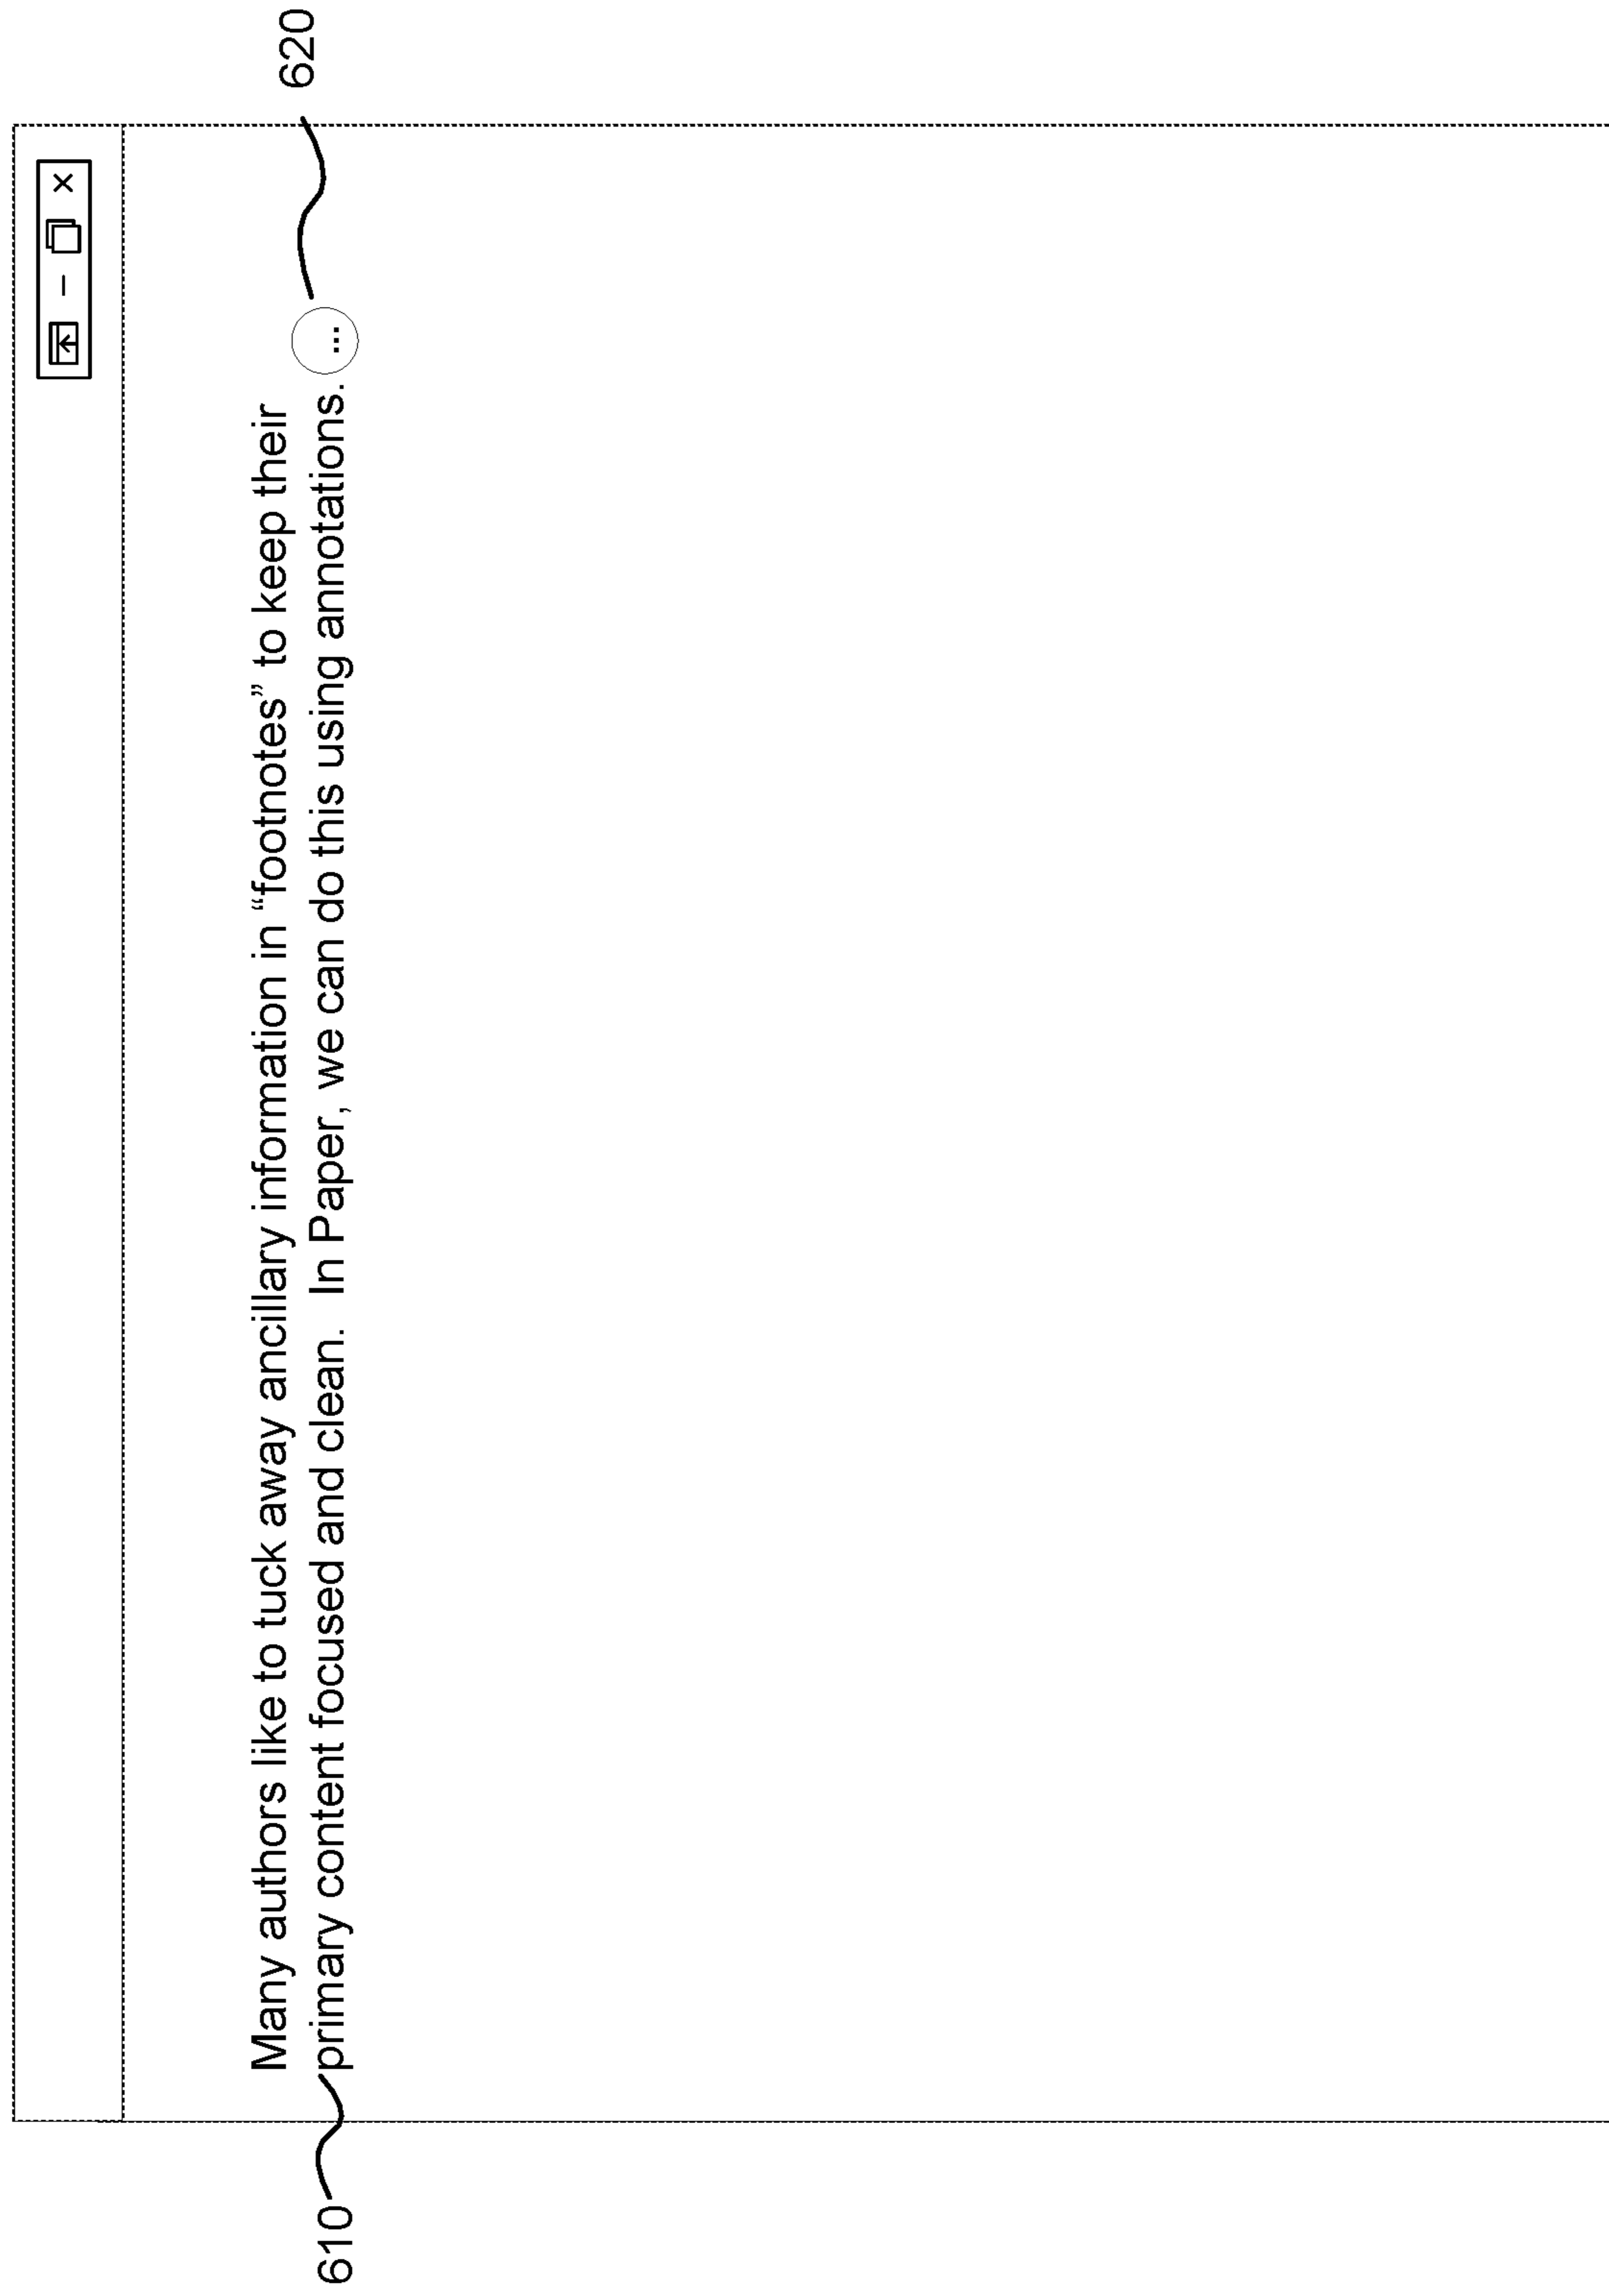 Many authors like to tuck away ancillary information in “footnotes” to keep their
primary content focused and clean.  In Paper, we can do this using annotations. ...
610
620